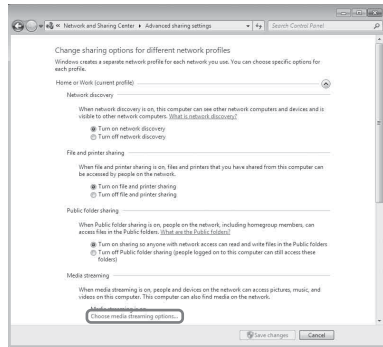 « Network and Sharing Center ▸ Advanced sharing settings
Search Control Panel
Change sharing options for different network profiles
Windows creates a separate network profile for each network you use. You can choose specific options for
each profile.
Home or Work (current profile)
Network discovery
When network discovery is on, this computer can see other network computers and devices and is
visible to other network computers. What is network discovery?
Turn on network discovery
Turn off network discovery
File and printer sharing
When file and printer sharing is on, files and printers that you have shared from this computer can
be accessed by people on the network.
Turn on file and printer sharing
Turn off file and printer sharing
Public folder sharing
When Public folder sharing is on, people on the network, including homegroup members, can
access files in the Public folders. What are the Public folders?
Turn on sharing so anyone with network access can read and write files in the Public folders
Turn off Public folder sharing (people logged on to this computer can still access these
folders)
Media streaming
When media streaming is on, people and devices on the network can access pictures, music, and
videos on this computer. This computer can also find media on the network.
Media streaming is on.
Choose media streaming options...
Save changes
Cancel